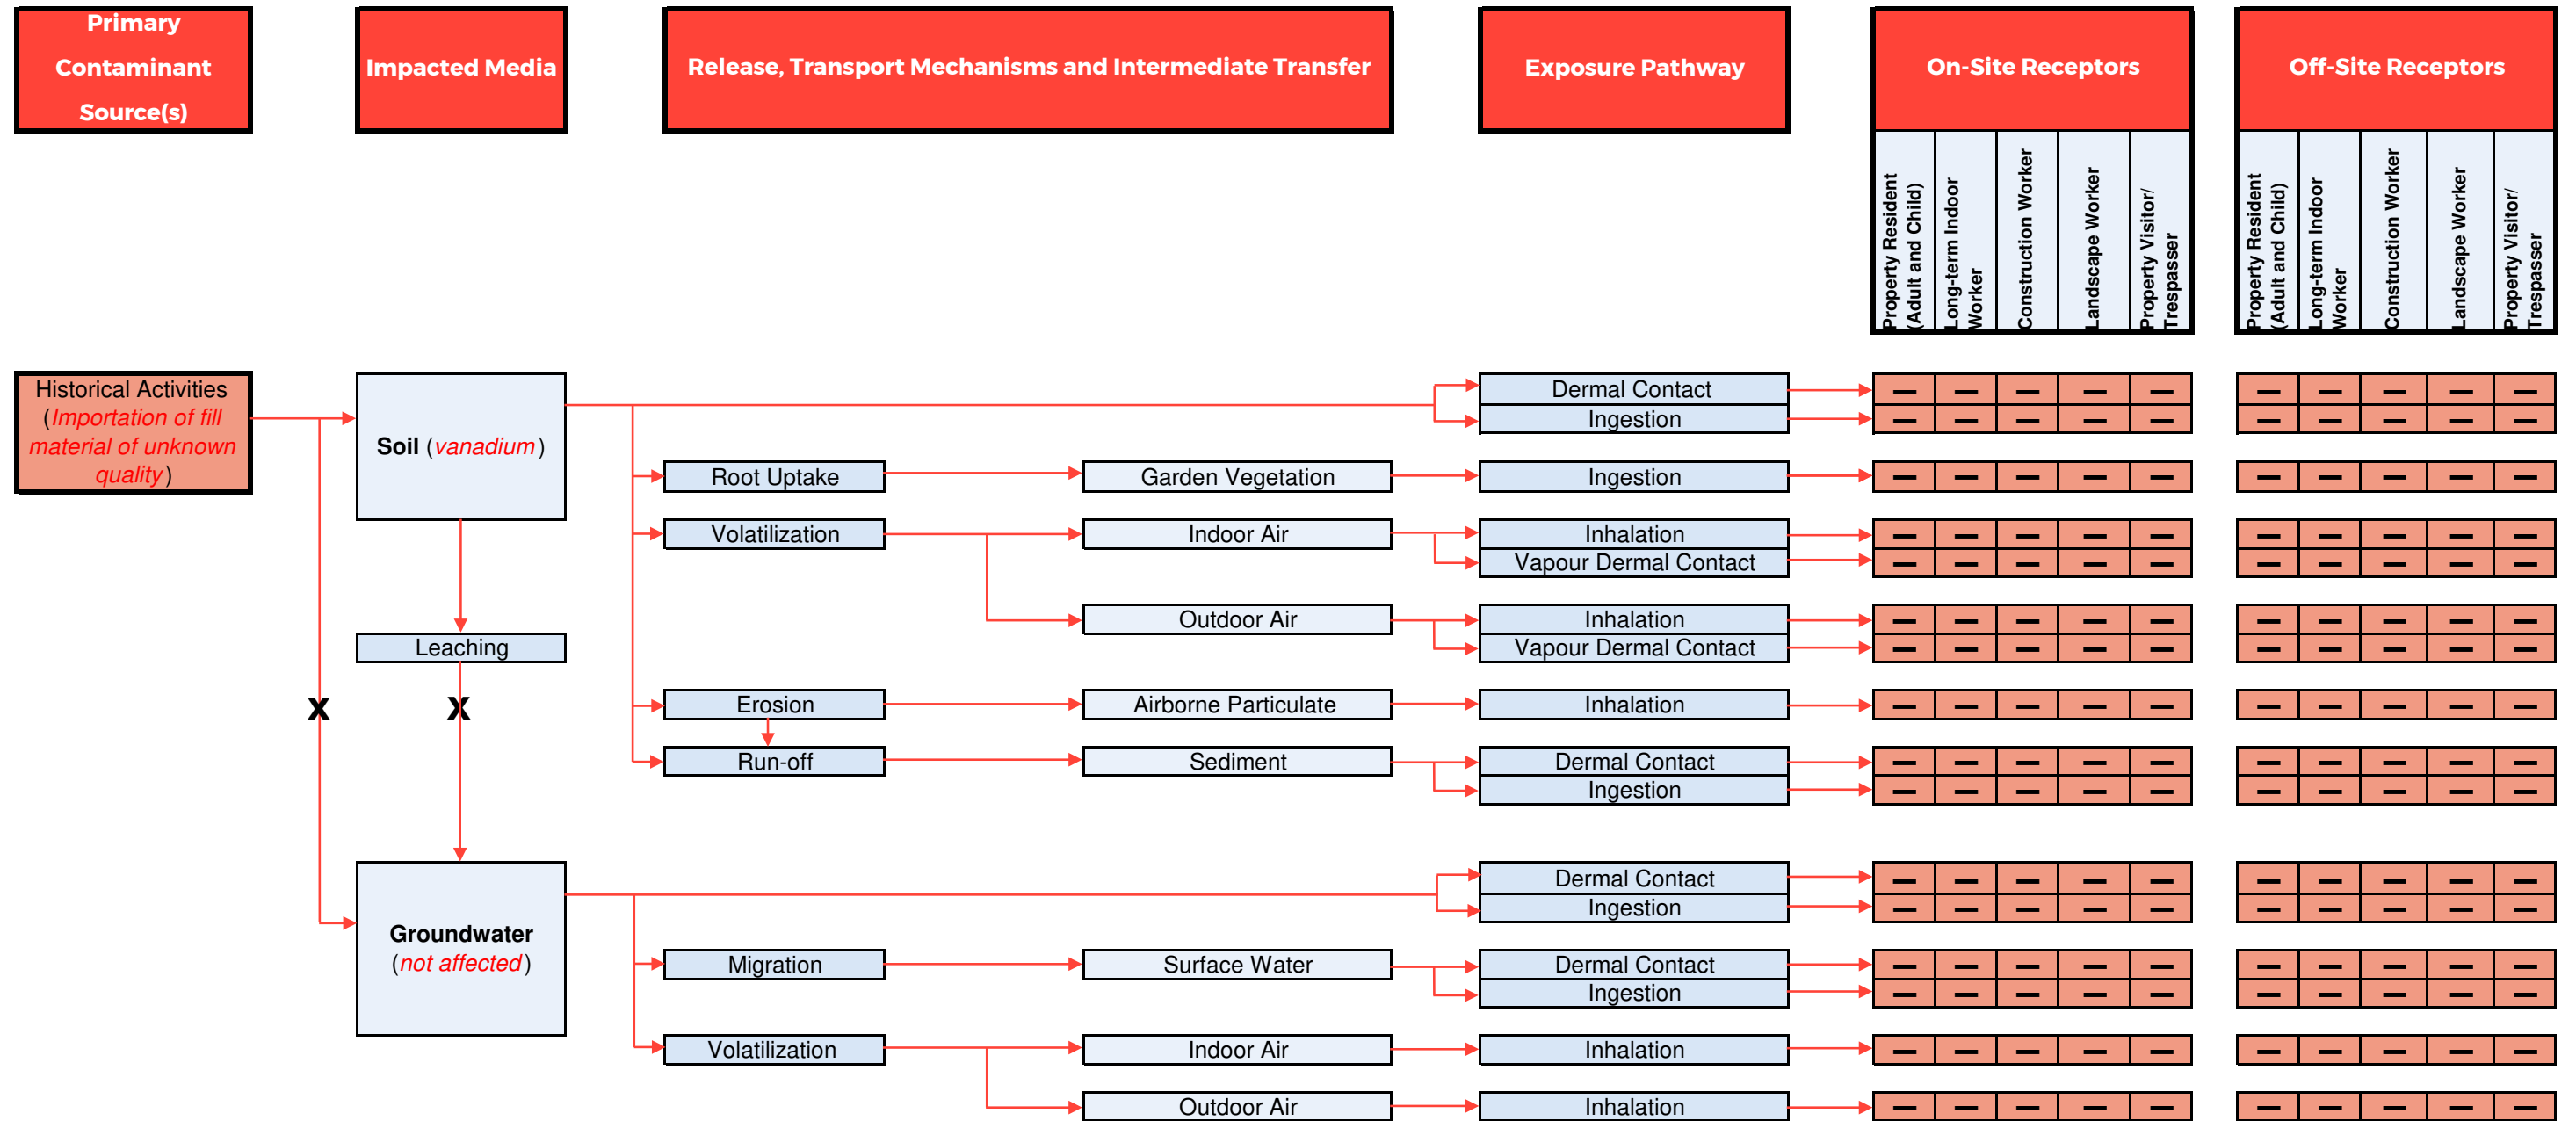 Primary
Contaminant
Source(s)
Impacted Media
Release, Transport Mechanisms and Intermediate Transfer
Exposure Pathway
On-Site Receptors
Off-Site Receptors
Property Resident
(Adult and Child)
Long-term Indoor
Worker
Construction Worker
Landscape Worker
Property Visitor/
Trespasser
Property Resident
(Adult and Child)
Long-term Indoor
Worker
Construction Worker
Landscape Worker
Property Visitor/
Trespasser
Historical Activities
(Importation of fill
material of unknown
quality)
Soil (vanadium)
Dermal Contact
— — — — — — — — — —
Ingestion
— — — — — — — — — —
Root Uptake
Garden Vegetation
Ingestion
— — — — — — — — — —
Volatilization
Indoor Air
Inhalation
— — — — — — — — — —
Vapour Dermal Contact
— — — — — — — — — —
Outdoor Air
Inhalation
— — — — — — — — — —
Leaching
Vapour Dermal Contact
— — — — — — — — — —
X
X
Erosion
Airborne Particulate
Inhalation
— — — — — — — — — —
Run-off
Sediment
Dermal Contact
— — — — — — — — — —
Ingestion
— — — — — — — — — —
Groundwater
(not affected)
Dermal Contact
— — — — — — — — — —
Ingestion
— — — — — — — — — —
Migration
Surface Water
Dermal Contact
— — — — — — — — — —
Ingestion
— — — — — — — — — —
Volatilization
Indoor Air
Inhalation
— — — — — — — — — —
Outdoor Air
Inhalation
— — — — — — — — — —